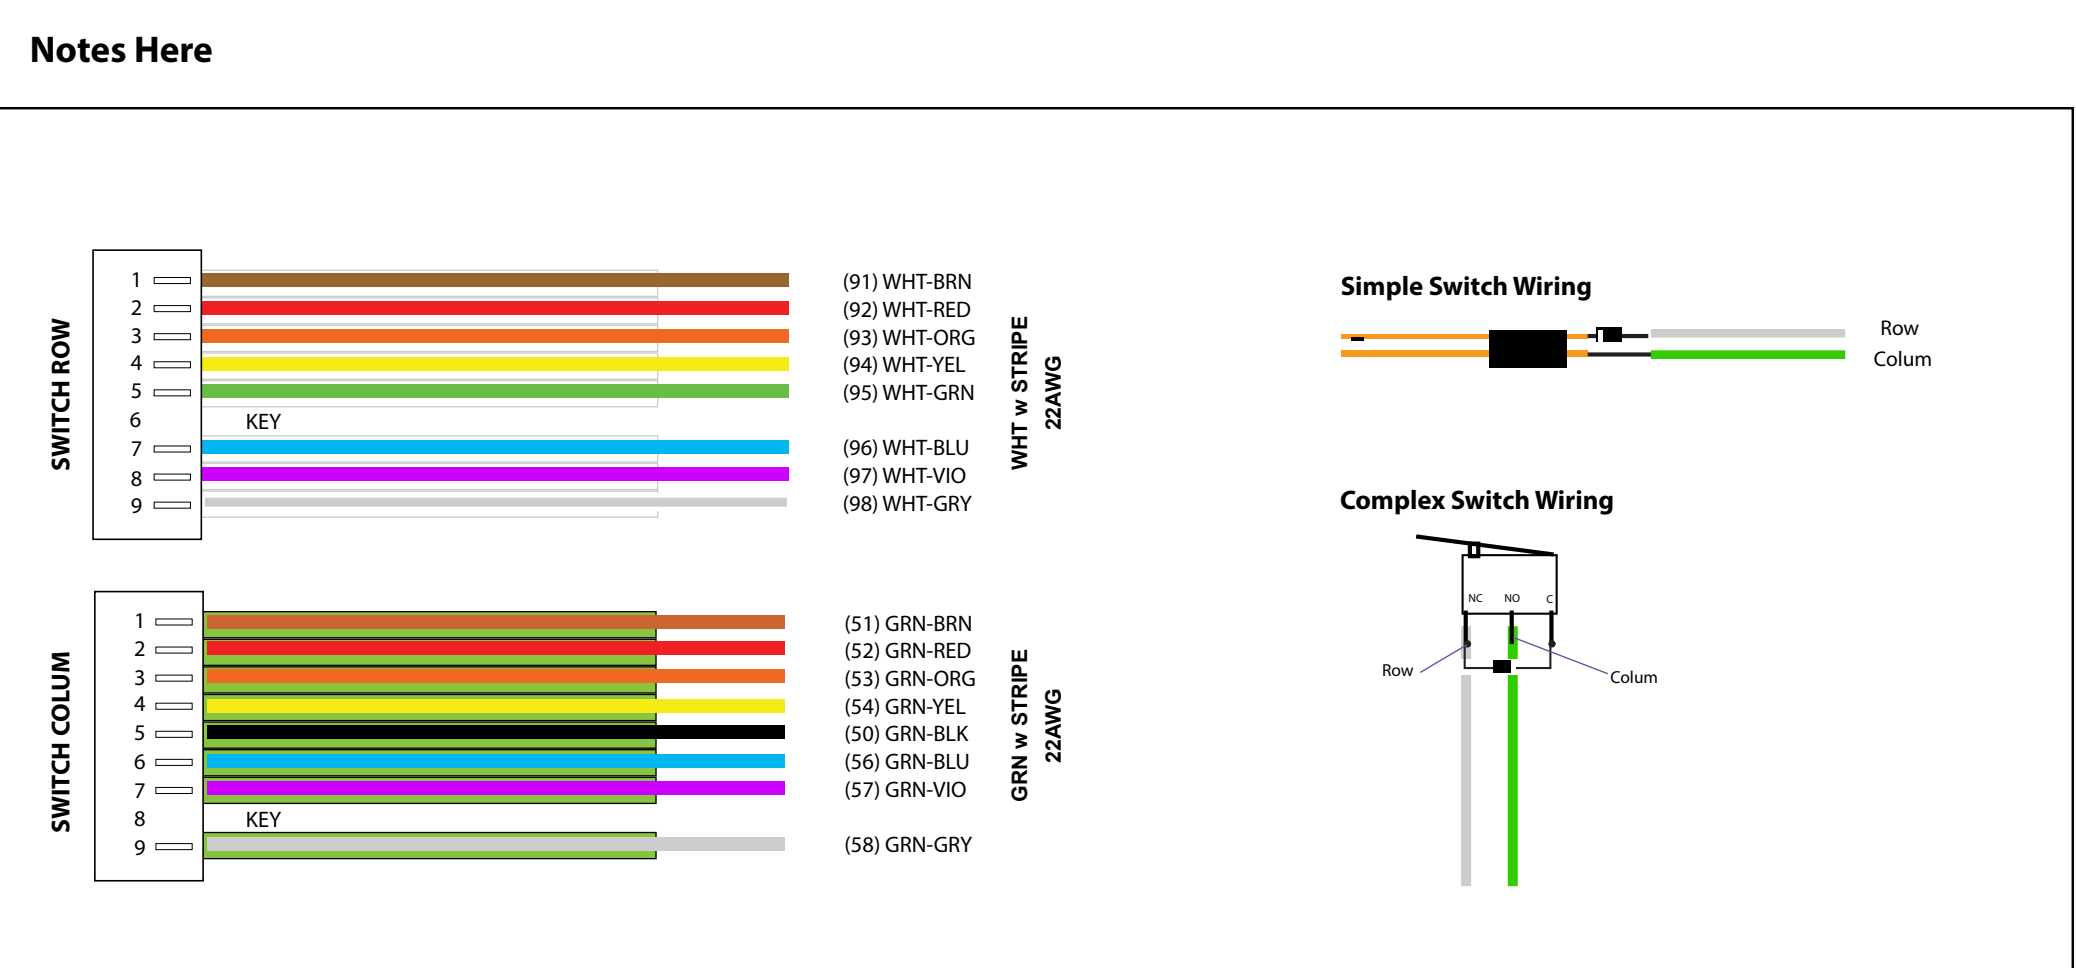 Notes Here
SWITCH ROW
1
2
3
4
5
6
7
8
9
KEY
(91) WHT-BRN
(92) WHT-RED
(93) WHT-ORG
(94) WHT-YEL
(95) WHT-GRN
(96) WHT-BLU
(97) WHT-VIO
(98) WHT-GRY
WHT w STRIPE
22AWG
SWITCH COLUM
1
2
3
4
5
6
7
8
9
KEY
(51) GRN-BRN
(52) GRN-RED
(53) GRN-ORG
(54) GRN-YEL
(50) GRN-BLK
(56) GRN-BLU
(57) GRN-VIO
(58) GRN-GRY
GRN w STRIPE
22AWG
Simple Switch Wiring
Row
Colum
Complex Switch Wiring
NC NO C
Row
Colum